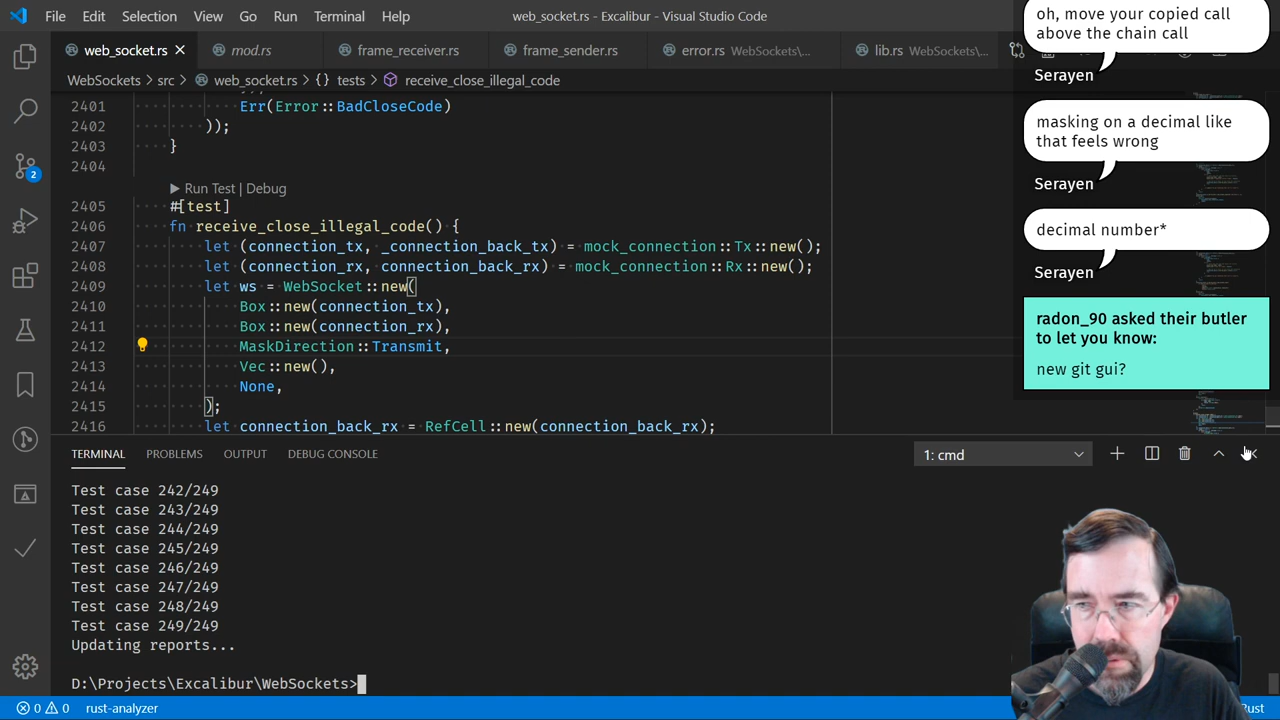 File Edit Selection View Go Run Terminal Help
web_socket.rs - Excalibur - Visual Studio Code
web_socket.rs
mod.rs
frame_receiver.rs
frame_sender.rs
error.rs WebSockets\...
lib.rs WebSockets\...
WebSockets > src > web_socket.rs > {} tests > receive_close_illegal_code
2401 Err(Error::BadCloseCode)
2402 ));
2403 }
2404
Run Test | Debug
2405 #[test]
2406 fn receive_close_illegal_code() {
2407 let (connection_tx, _connection_back_tx) = mock_connection::Tx::new();
2408 let (connection_rx, connection_back_rx) = mock_connection::Rx::new();
2409 let ws = WebSocket::new(
2410 Box::new(connection_tx),
2411 Box::new(connection_rx),
2412 MaskDirection::Transmit,
2413 Vec::new(),
2414 None,
2415 );
2416 let connection_back_rx = RefCell::new(connection_back_rx);
oh, move your copied call
above the chain call
Serayen
masking on a decimal like
that feels wrong
Serayen
decimal number*
Serayen
radon_90 asked their butler
to let you know:
new git gui?
2
TERMINAL PROBLEMS OUTPUT DEBUG CONSOLE
1: cmd
Test case 242/249
Test case 243/249
Test case 244/249
Test case 245/249
Test case 246/249
Test case 247/249
Test case 248/249
Test case 249/249
Updating reports...
D:\Projects\Excalibur\WebSockets>
0 0 rust-analyzer
Rust